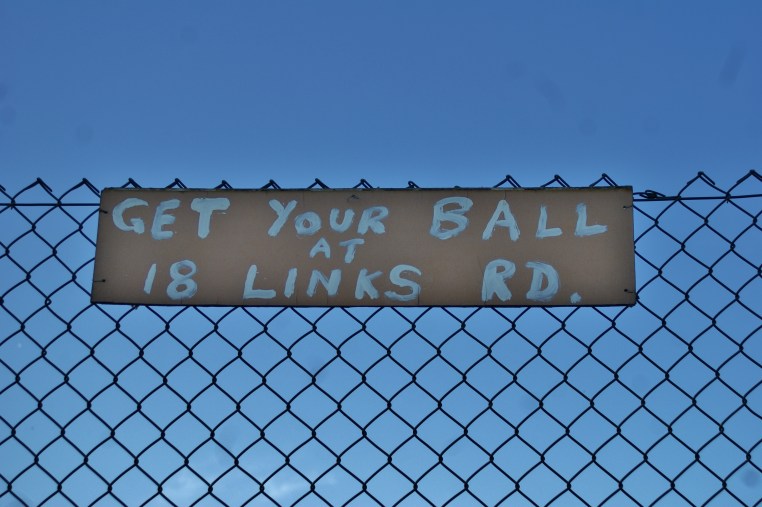 GET YOUR BALL
AT
18 LINKS RD.